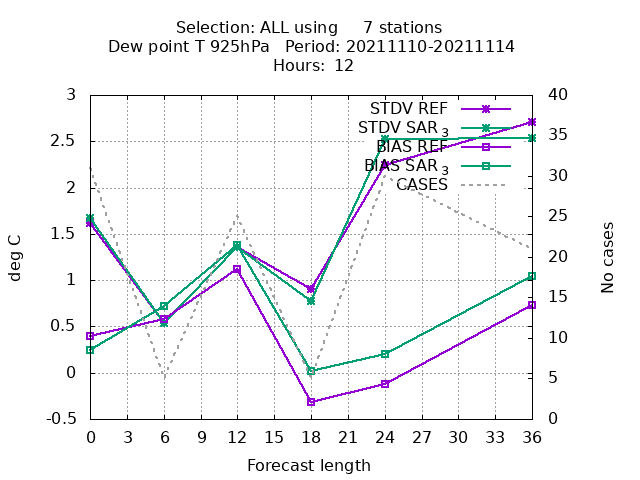 Selection: ALL using     7 stations
Dew point T 925hPa   Period: 20211110-20211114
Hours: 12
3
2.5
2
1.5
1
0.5
0
-0.5
40
35
30
25
20
15
10
5
0
deg C
No cases
STDV REF
STDV SAR 3
BIAS REF
BIAS SAR 3
CASES
0 3 6 9 12 15 18 21 24 27 30 33 36
Forecast length